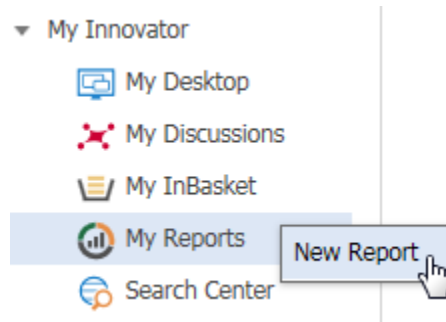 My Innovator
My Desktop
My Discussions
My InBasket
My Reports
New Report
Search Center